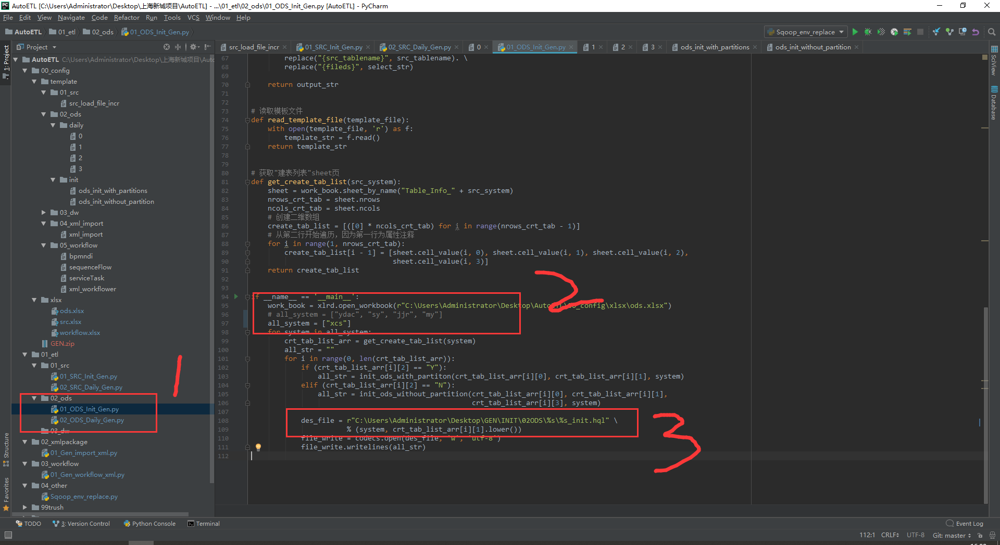 AutoETL [C:\Users\Administrator\Desktop\上海新城项目\AutoETL] - ...\01_etl\02_ods\01_ODS_Init_Gen.py [AutoETL] - PyCharm
File Edit View Navigate Code Refactor Run Tools VCS Window Help
AutoETL 01_etl 02_ods 01_ODS_Init_Gen.py
Sqoop_env_replace
Project
src_load_file_incr 01_SRC_Init_Gen.py 02_SRC_Daily_Gen.py 0 01_ODS_Init_Gen.py 1 2 3 ods_init_with_partitions ods_init_without_partition
1: Project
Structure
Favorites
SciView
Database
AutoETL C:\Users\Administrator\Desktop\上海新城项目\Auto
00_config
template
01_src
src_load_file_incr
02_ods
daily
0
1
2
3
init
ods_init_with_partitions
ods_init_without_partition
03_dw
04_xml_import
xml_import
05_workflow
bpmndi
sequenceFlow
serviceTask
xml_workflower
xlsx
ods.xlsx
src.xlsx
workflow.xlsx
GEN.zip
01_etl
01_src
01_SRC_Init_Gen.py
02_SRC_Daily_Gen.py
02_ods
01_ODS_Init_Gen.py
02_ODS_Daily_Gen.py
03_dw
02_xmlpackage
01_Gen_import_xml.py
03_workflow
01_Gen_workflow_xml.py
04_other
Sqoop_env_replace.py
99trush
1
67 replace("{src_tablename}", src_tablename). \
68 replace("{fileds}", select_str)
69
70 return output_str
71
72
73 # 读取模板文件
74 def read_template_file(template_file):
75 with open(template_file, 'r') as f:
76 template_str = f.read()
77 return template_str
78
79
80 # 获取"建表列表"sheet页
81 def get_create_tab_list(src_system):
82 sheet = work_book.sheet_by_name("Table_Info_" + src_system)
83 nrows_crt_tab = sheet.nrows
84 ncols_crt_tab = sheet.ncols
85 # 创建二维数组
86 create_tab_list = [([0] * ncols_crt_tab) for i in range(nrows_crt_tab - 1)]
87 # 从第二行开始遍历，因为第一行为属性注释
88 for i in range(1, nrows_crt_tab):
89 create_tab_list[i - 1] = [sheet.cell_value(i, 0), sheet.cell_value(i, 1), sheet.cell_value(i, 2),
90 sheet.cell_value(i, 3)]
91 return create_tab_list
92
93
94 if __name__ == '__main__':
95 work_book = xlrd.open_workbook(r"C:\Users\Administrator\Desktop\AutoETL\00_config\xlsx\ods.xlsx")
96 # all_system = ["ydac", "sy", "jjr", "my"]
97 all_system = ["xcs"]
98 for system in all_system:
99 crt_tab_list_arr = get_create_tab_list(system)
100 all_str = ""
101 for i in range(0, len(crt_tab_list_arr)):
102 if (crt_tab_list_arr[i][2] == "Y"):
103 all_str = init_ods_with_partiton(crt_tab_list_arr[i][0], crt_tab_list_arr[i][1], system)
104 elif (crt_tab_list_arr[i][2] == "N"):
105 all_str = init_ods_without_partition(crt_tab_list_arr[i][0], crt_tab_list_arr[i][1],
106 crt_tab_list_arr[i][3], system)
107
108 des_file = r"C:\Users\Administrator\Desktop\GEN\INIT\02ODS\%s\%s_init.hql" \
109 % (system, crt_tab_list_arr[i][1].lower())
110 file_write = codecs.open(des_file, 'w', 'utf-8')
111 file_write.writelines(all_str)
112
2
3
TODO 3: Version Control Python Console Terminal Event Log
112:1 CRLF UTF-8 Git: master